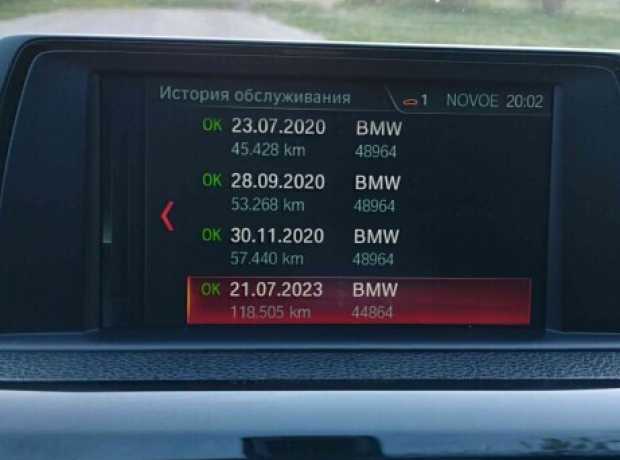 История обслуживания 1 NOVOE 20:02
OK 23.07.2020 BMW
45.428 km 48964
OK 28.09.2020 BMW
53.268 km 48964
OK 30.11.2020 BMW
57.440 km 48964
OK 21.07.2023 BMW
118.505 km 44864